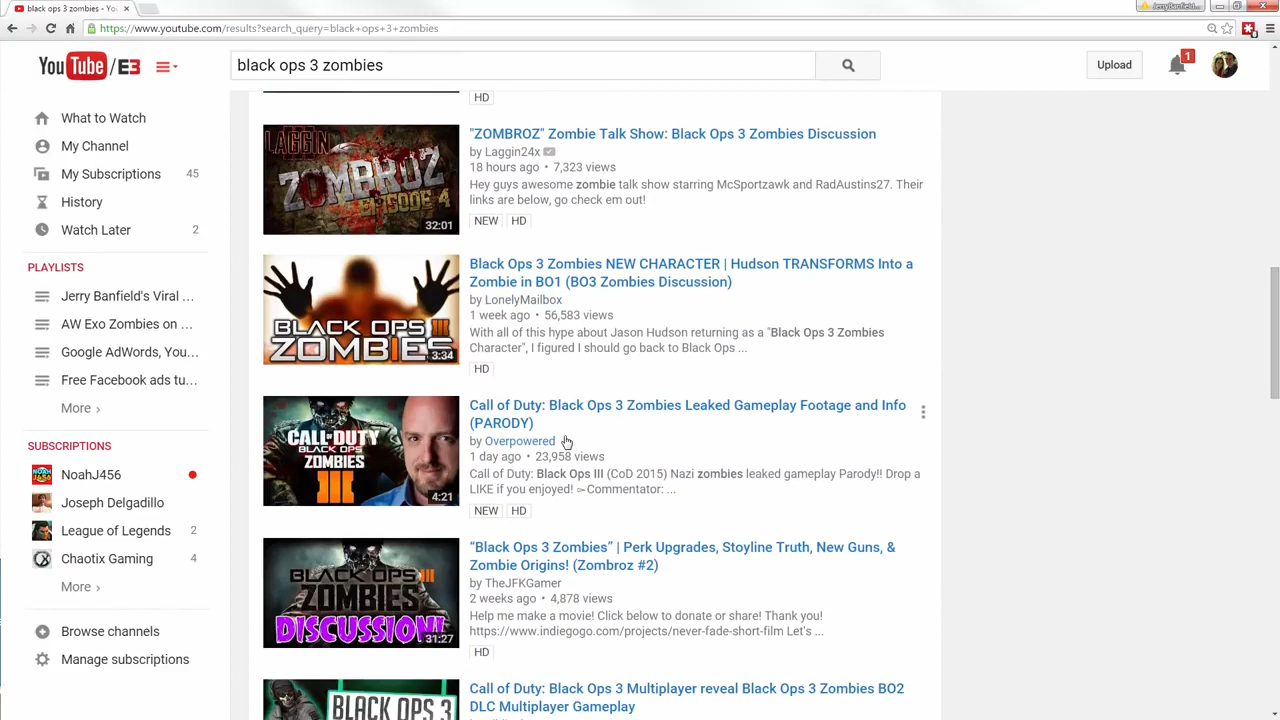 black ops 3 zombies - Yo...
JerryBanfield...
https://www.youtube.com/results?search_query=black+ops+3+zombies
YouTube /E3
black ops 3 zombies
Upload
1
What to Watch
My Channel
My Subscriptions 45
History
Watch Later 2
PLAYLISTS
Jerry Banfield's Viral ...
AW Exo Zombies on ...
Google AdWords, You...
Free Facebook ads tu...
More ›
SUBSCRIPTIONS
NoahJ456
Joseph Delgadillo
League of Legends 2
Chaotix Gaming 4
More ›
Browse channels
Manage subscriptions
HD
LAGGIN
ZOMBROZ
EPISODE 4
32:01
"ZOMBROZ" Zombie Talk Show: Black Ops 3 Zombies Discussion
by Laggin24x
18 hours ago • 7,323 views
Hey guys awesome zombie talk show starring McSportzawk and RadAustins27. Their
links are below, go check em out!
NEW HD
BLACK OPS III
ZOMBIES
3:34
Black Ops 3 Zombies NEW CHARACTER | Hudson TRANSFORMS Into a
Zombie in BO1 (BO3 Zombies Discussion)
by LonelyMailbox
1 week ago • 56,583 views
With all of this hype about Jason Hudson returning as a "Black Ops 3 Zombies
Character", I figured I should go back to Black Ops ...
HD
CALL OF DUTY
BLACK OPS
ZOMBIES
III
4:21
Call of Duty: Black Ops 3 Zombies Leaked Gameplay Footage and Info
(PARODY)
by Overpowered
1 day ago • 23,958 views
Call of Duty: Black Ops III (CoD 2015) Nazi zombies leaked gameplay Parody!! Drop a
LIKE if you enjoyed! ➢Commentator: ...
NEW HD
BLACK OPS III
ZOMBIES
DISCUSSION!
31:27
“Black Ops 3 Zombies” | Perk Upgrades, Stoyline Truth, New Guns, &
Zombie Origins! (Zombroz #2)
by TheJFKGamer
2 weeks ago • 4,878 views
Help me make a movie! Click below to donate or share! Thank you!
https://www.indiegogo.com/projects/never-fade-short-film Let's ...
HD
BLACK OPS 3
Call of Duty: Black Ops 3 Multiplayer reveal Black Ops 3 Zombies BO2
DLC Multiplayer Gameplay